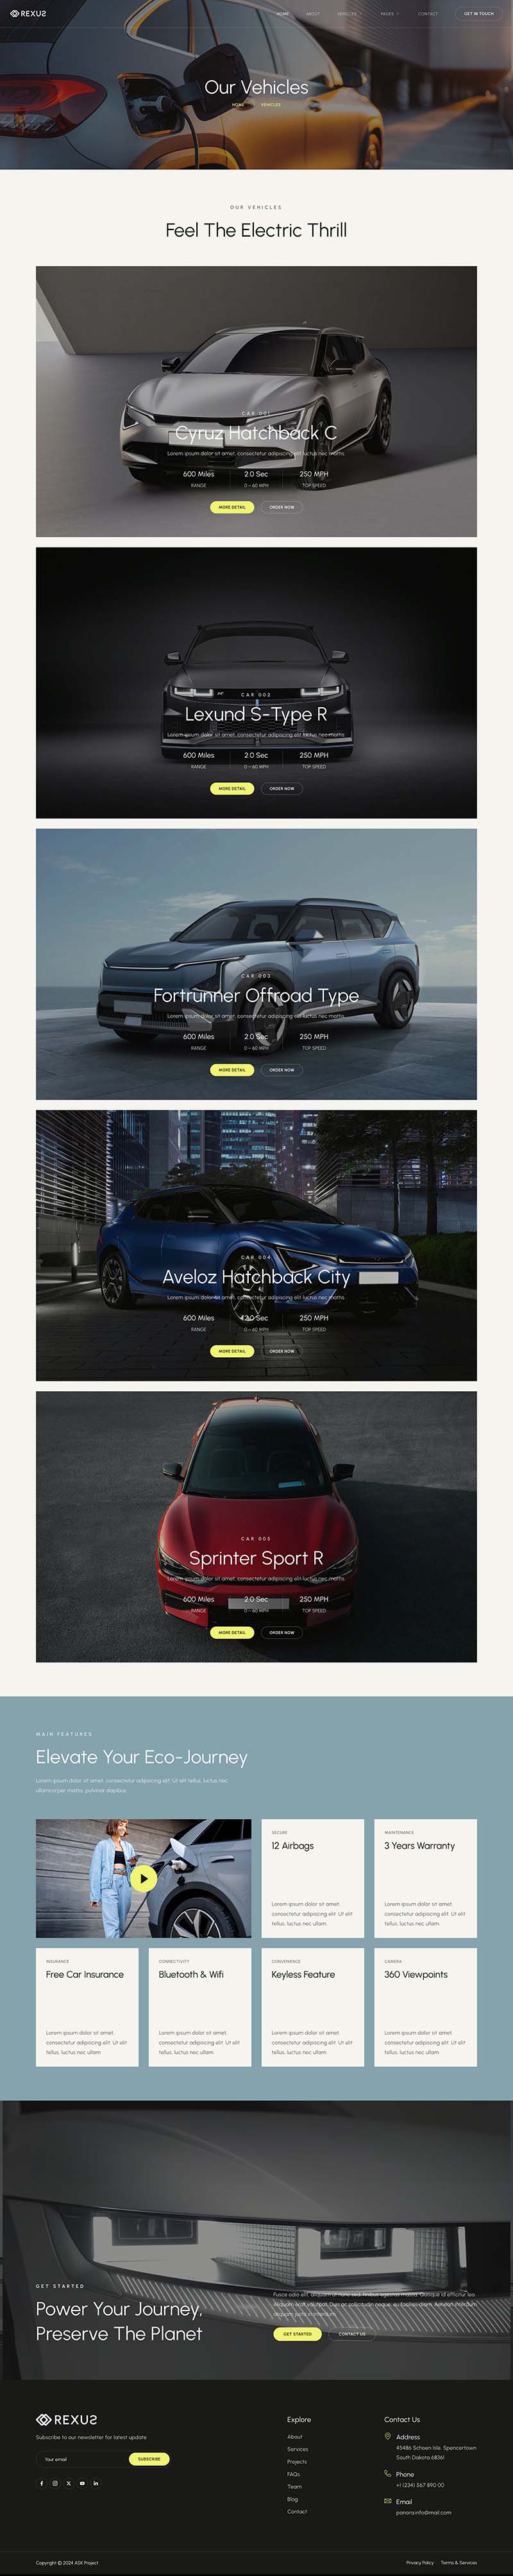 REXUS
HOME ABOUT VEHICLES PAGES CONTACT GET IN TOUCH
Our Vehicles
HOME VEHICLES
OUR VEHICLES
Feel The Electric Thrill
CAR 001
Cyruz Hatchback C
Lorem ipsum dolor sit amet, consectetur adipiscing elit luctus nec mattis.
600 Miles 2.0 Sec 250 MPH
RANGE 0 – 60 MPH TOP SPEED
MORE DETAIL ORDER NOW
CAR 002
Lexund S-Type R
Lorem ipsum dolor sit amet, consectetur adipiscing elit luctus nec mattis.
600 Miles 2.0 Sec 250 MPH
RANGE 0 – 60 MPH TOP SPEED
MORE DETAIL ORDER NOW
CAR 003
Fortrunner Offroad Type
Lorem ipsum dolor sit amet, consectetur adipiscing elit luctus nec mattis.
600 Miles 2.0 Sec 250 MPH
RANGE 0 – 60 MPH TOP SPEED
MORE DETAIL ORDER NOW
CAR 004
Aveloz Hatchback City
Lorem ipsum dolor sit amet, consectetur adipiscing elit luctus nec mattis.
600 Miles 2.0 Sec 250 MPH
RANGE 0 – 60 MPH TOP SPEED
MORE DETAIL ORDER NOW
CAR 005
Sprinter Sport R
Lorem ipsum dolor sit amet, consectetur adipiscing elit luctus nec mattis.
600 Miles 2.0 Sec 250 MPH
RANGE 0 – 60 MPH TOP SPEED
MORE DETAIL ORDER NOW
MAIN FEATURES
Elevate Your Eco-Journey
Lorem ipsum dolor sit amet, consectetur adipiscing elit. Ut elit tellus, luctus nec
ullamcorper mattis, pulvinar dapibus.
SECURE
12 Airbags
Lorem ipsum dolor sit amet,
consectetur adipiscing elit. Ut elit
tellus, luctus nec ullam.
MAINTENANCE
3 Years Warranty
Lorem ipsum dolor sit amet,
consectetur adipiscing elit. Ut elit
tellus, luctus nec ullam.
INSURANCE
Free Car Insurance
Lorem ipsum dolor sit amet,
consectetur adipiscing elit. Ut elit
tellus, luctus nec ullam.
CONNECTIVITY
Bluetooth & Wifi
Lorem ipsum dolor sit amet,
consectetur adipiscing elit. Ut elit
tellus, luctus nec ullam.
CONVENIENCE
Keyless Feature
Lorem ipsum dolor sit amet,
consectetur adipiscing elit. Ut elit
tellus, luctus nec ullam.
CAMERA
360 Viewpoints
Lorem ipsum dolor sit amet,
consectetur adipiscing elit. Ut elit
tellus, luctus nec ullam.
GET STARTED
Power Your Journey,
Preserve The Planet
Fusce odio elit, aliquam ut nunc sed, finibus egestas massa. Quisque id efficitur leo.
GET STARTED CONTACT US
REXUS
Subscribe to our newsletter for latest update
Your email SUBSCRIBE
Explore
About
Services
Projects
FAQs
Team
Blog
Contact
Contact Us
Address
45486 Schoen Isle, Spencertown
South Dakota 68361
Phone
+1 (234) 567 890 00
Email
panora.info@mail.com
Copyright © 2024 ASK Project
Privacy Policy Terms & Services